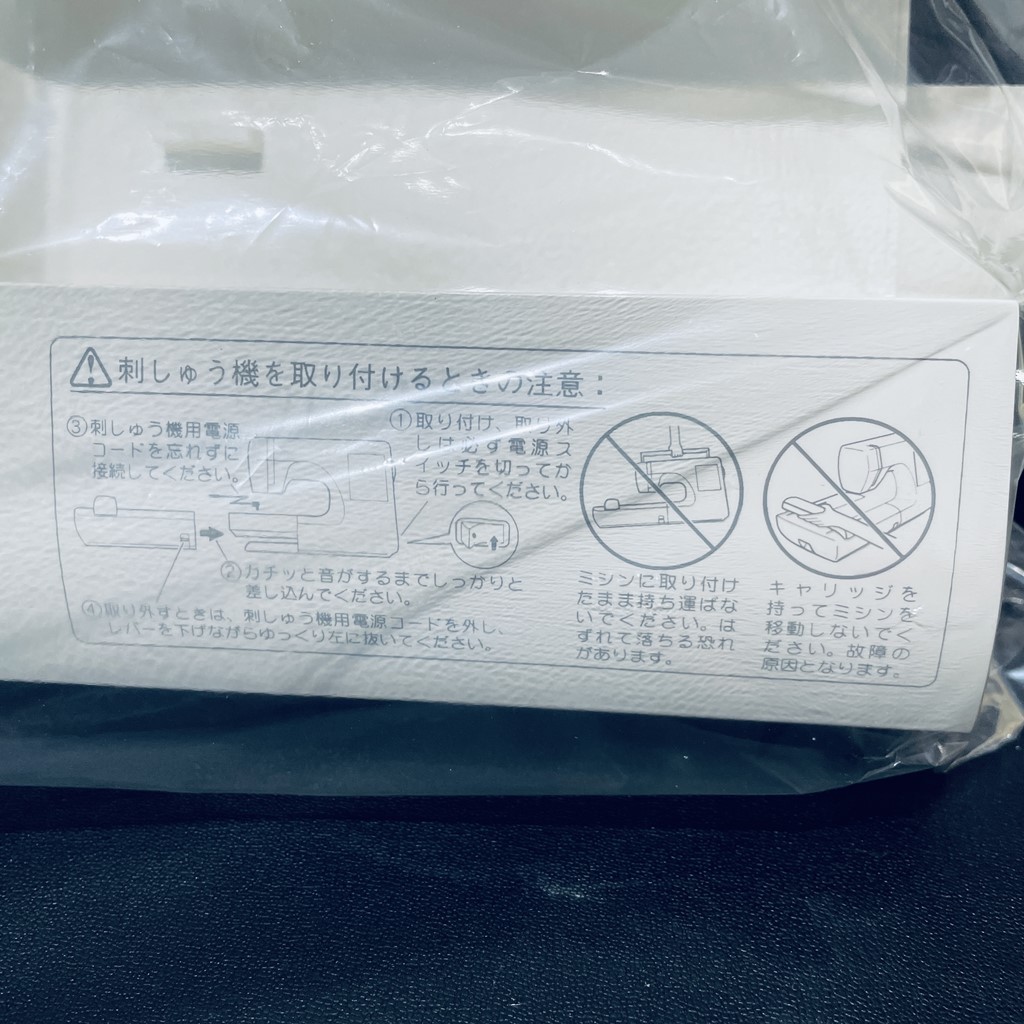 刺しゅう機を取り付けるときの注意：
①取り付け、取り外
しは必ず電源ス
イッチを切ってか
ら行ってください。
②カチッと音がするまでしっかりと
差し込んでください。
③刺しゅう機用電源
コードを忘れずに
接続してください。
④取り外すときは、刺しゅう機用電源コードを外し、
レバーを下げながらゆっくり左に抜いてください。
ミシンに取り付け
たまま持ち運ばな
いでください。は
ずれて落ちる恐れ
があります。
キャリッジを
持ってミシンを
移動しないでく
ださい。故障の
原因となります。